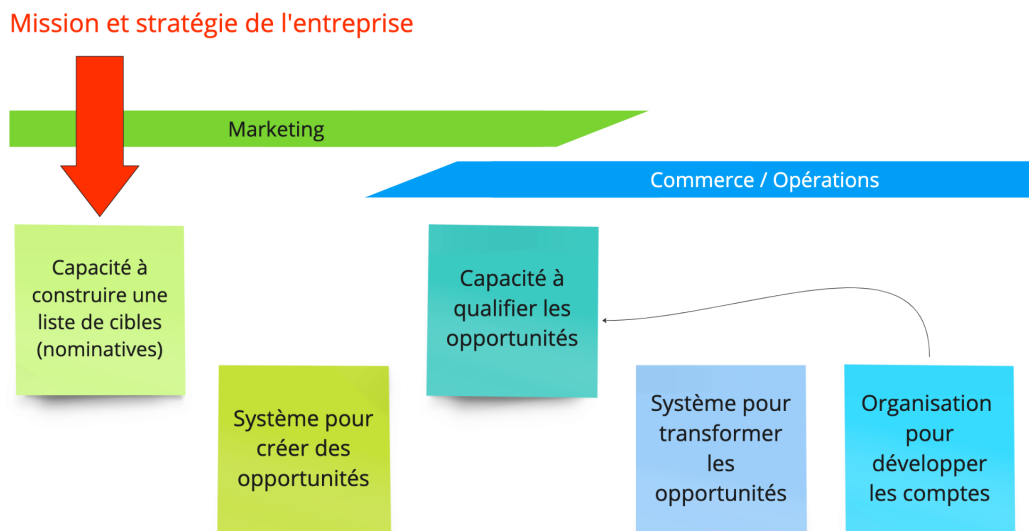 Mission et stratégie de l'entreprise
Marketing
Commerce / Opérations
Capacité à
construire une
liste de cibles
(nominatives)
Système pour
créer des
opportunités
Capacité à
qualifier les
opportunités
Système pour
transformer
les
opportunités
Organisation
pour
développer
les comptes